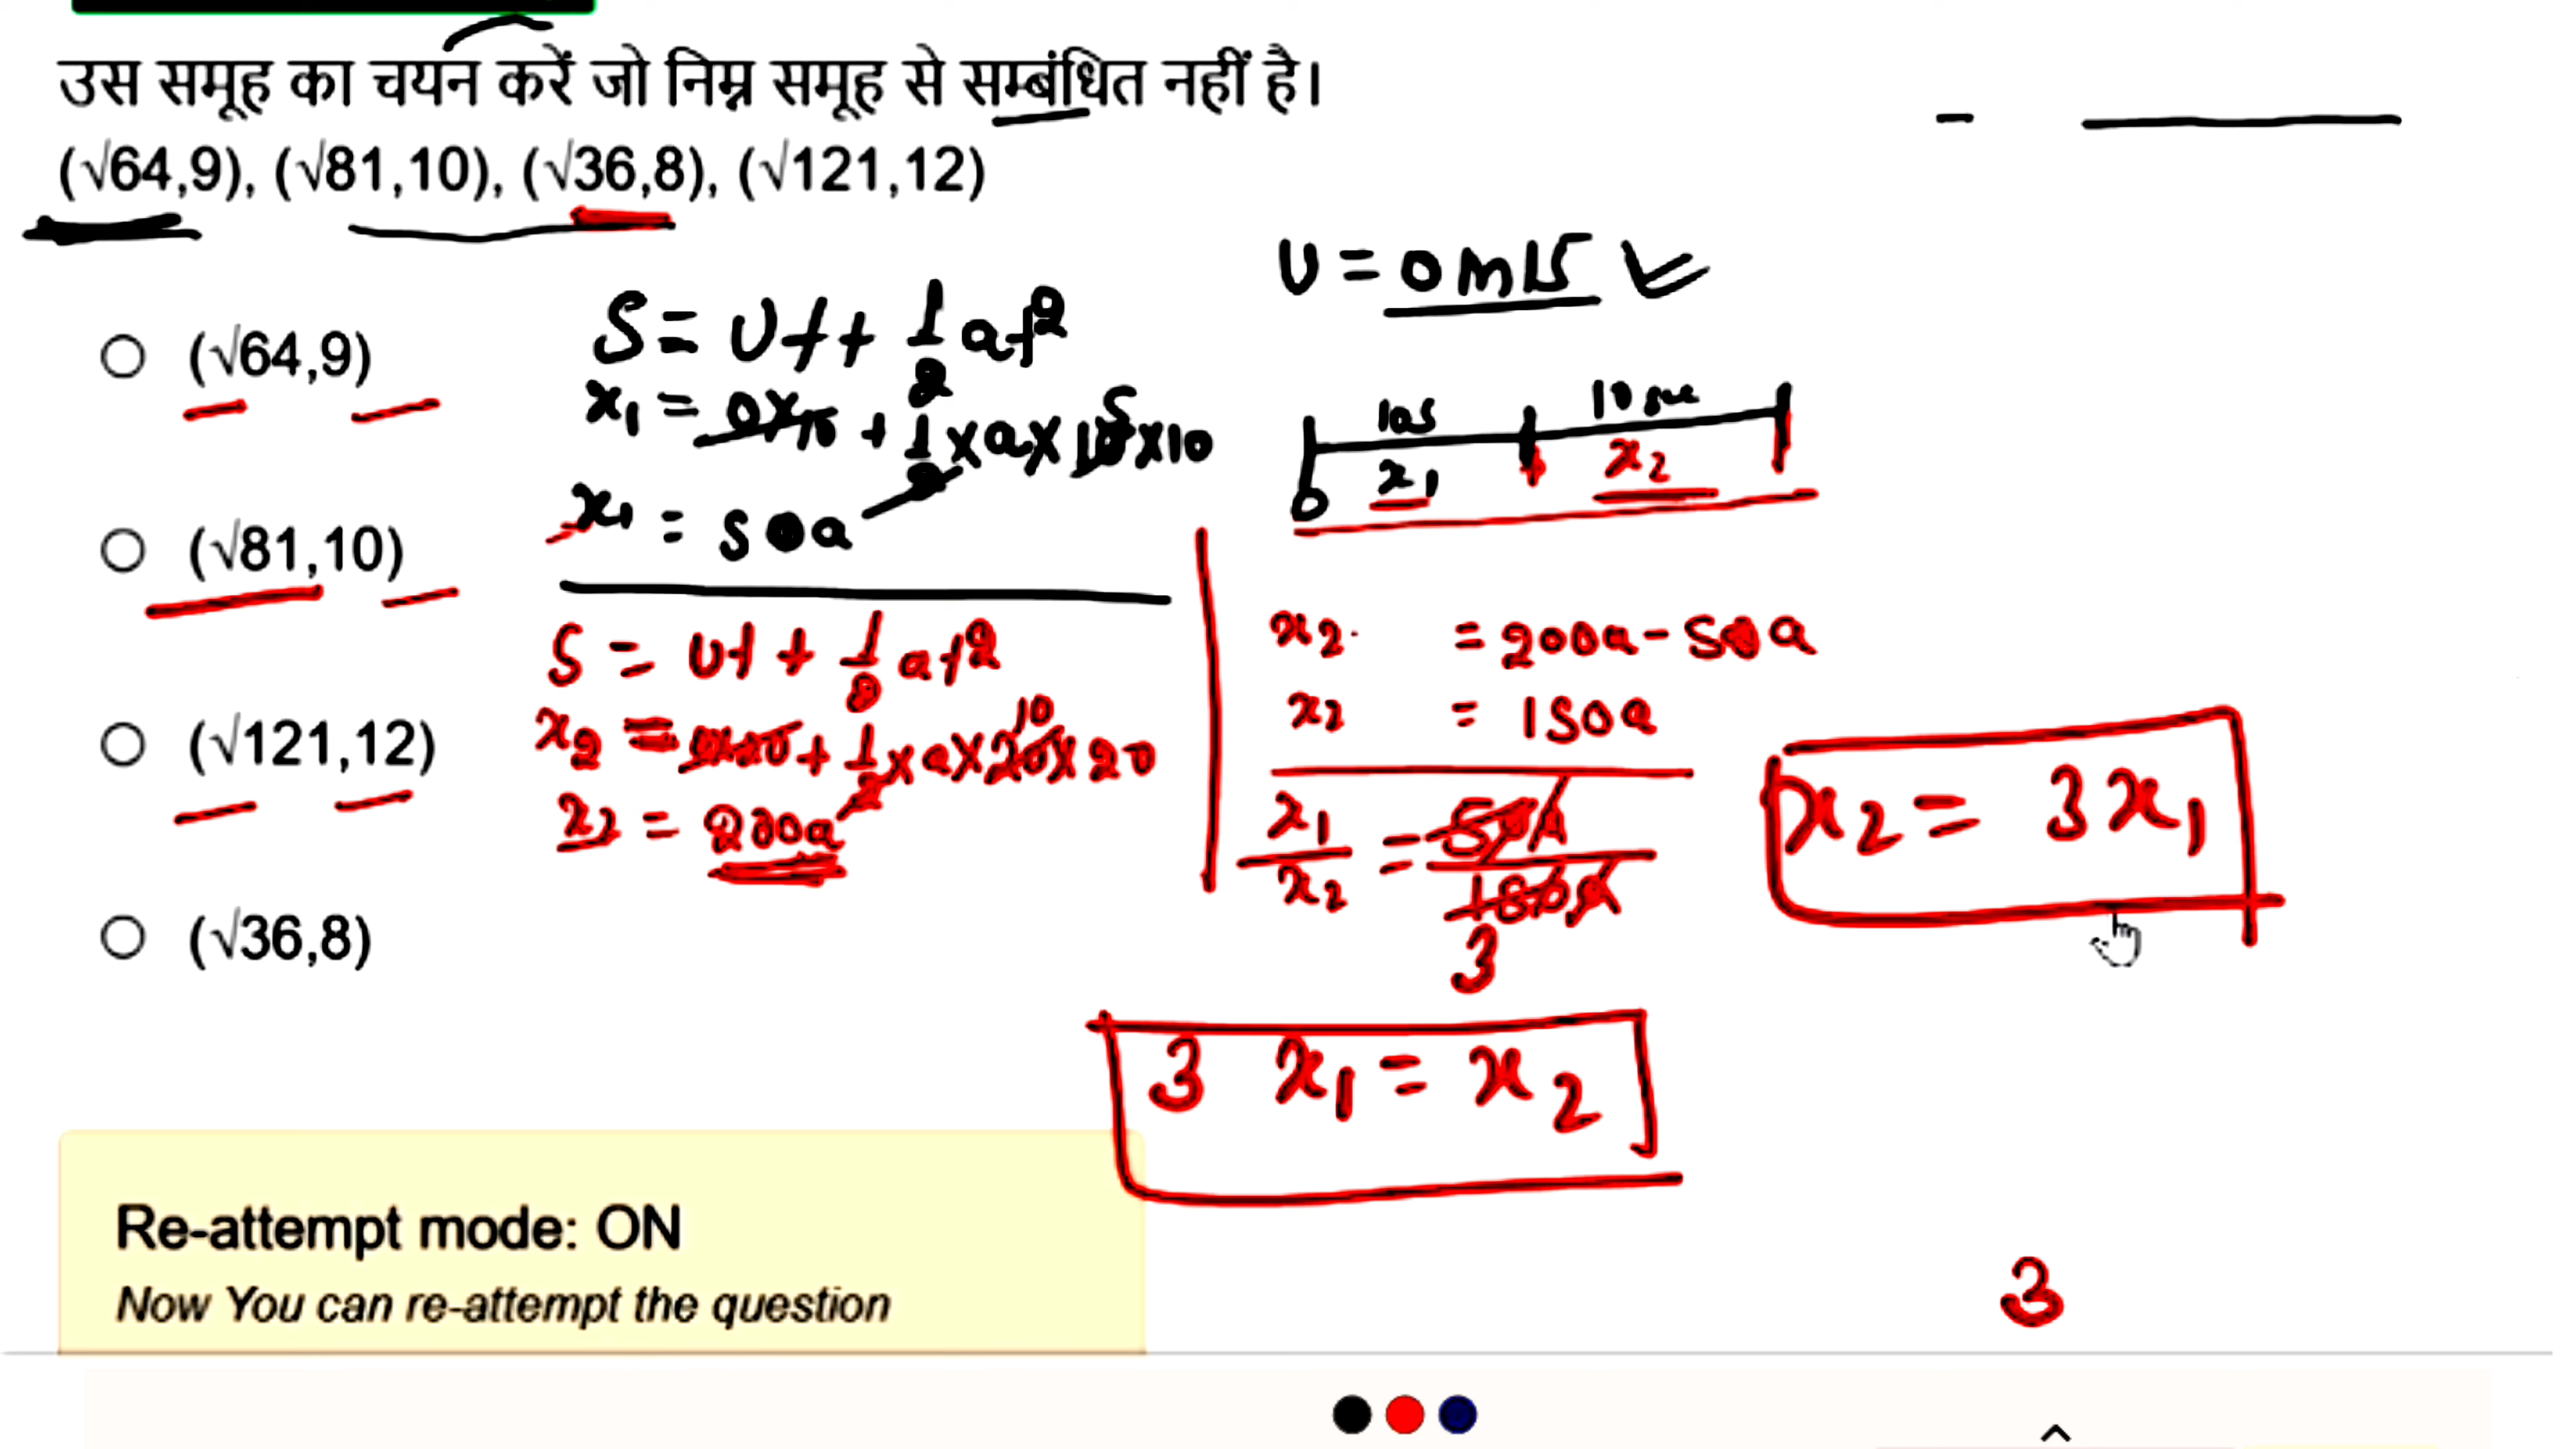 उस समूह का चयन करें जो निम्न समूह से सम्बंधित नहीं है।
(√64,9), (√81,10), (√36,8), (√121,12)
(√64,9)
(√81,10)
(√121,12)
(√36,8)
S = Ut + 1/2 at²
x₁ = 0x10 + 1/2 x a x 10 x 10
5
x₁ = 50a
S = Ut + 1/2 at²
10
x₂ = 0x20 + 1/2 x a x 20 x 20
x₂ = 200a
U = 0 m/s
10s
10 sec
x₁
x₂
0
x₂ = 200a - 50a
x₂ = 150a
x₁/x₂ = 50a/150a
3
x₂ = 3x₁
3 x₁ = x₂
3
Re-attempt mode: ON
Now You can re-attempt the question